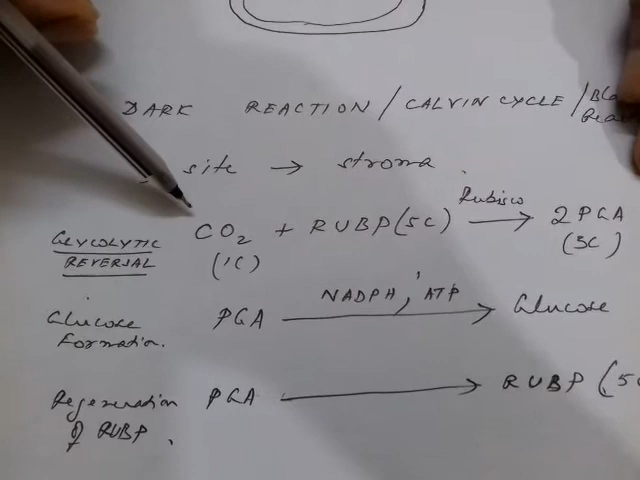 DARK REACTION / CALVIN CYCLE /
site → stroma
GLYCOLYTIC REVERSAL CO2 + RUBP (5C) Rubisco → 2 PGA
(1C) (3C)
Glucose Formation. PGA NADPH, ATP → Glucose
Regeneration of RUBP. PGA → RUBP (5C